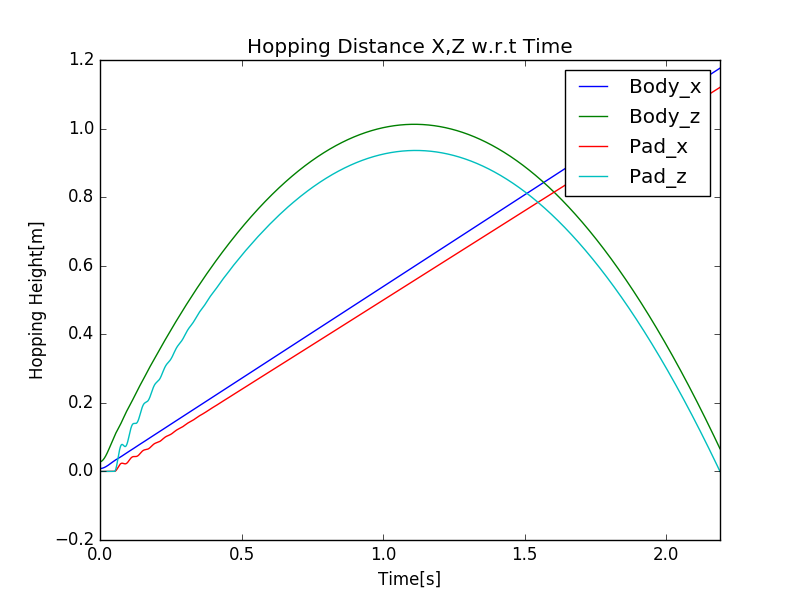 Hopping Distance X,Z w.r.t Time
1.2
1.0
0.8
0.6
0.4
0.2
0.0
−0.2
Hopping Height[m]
Body_x
Body_z
Pad_x
Pad_z
0.0 0.5 1.0 1.5 2.0
Time[s]